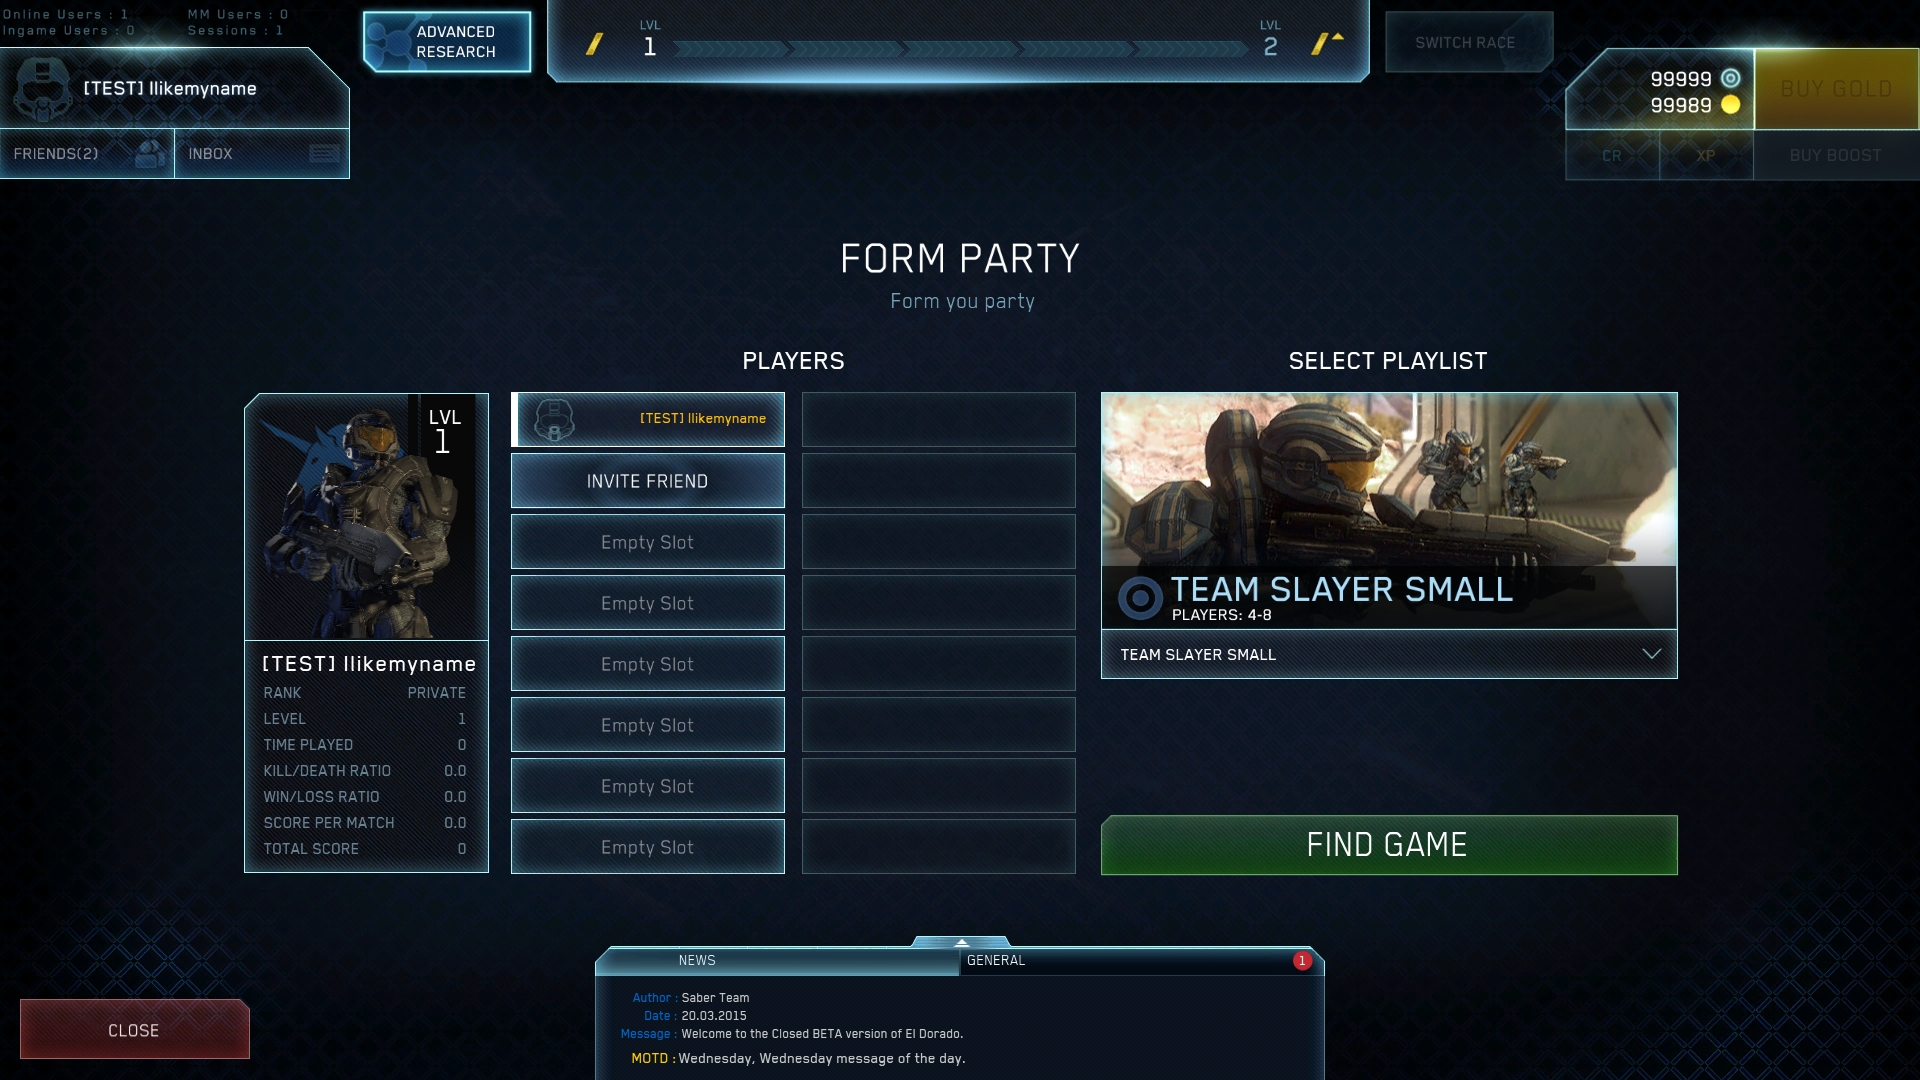 Online Users : 1
MM Users : 0
Ingame Users : 0
Sessions : 1
[TEST] Ilikemyname
FRIENDS(2)
INBOX
ADVANCED
RESEARCH
LVL
1
LVL
2
SWITCH RACE
99999
99989
BUY GOLD
CR
XP
BUY BOOST
FORM PARTY
Form you party
PLAYERS
SELECT PLAYLIST
LVL
1
[TEST] Ilikemyname
RANK PRIVATE
LEVEL 1
TIME PLAYED 0
KILL/DEATH RATIO 0.0
WIN/LOSS RATIO 0.0
SCORE PER MATCH 0.0
TOTAL SCORE 0
[TEST] Ilikemyname
INVITE FRIEND
Empty Slot
Empty Slot
Empty Slot
Empty Slot
Empty Slot
Empty Slot
TEAM SLAYER SMALL
PLAYERS: 4-8
TEAM SLAYER SMALL
FIND GAME
NEWS
GENERAL
1
Author : Saber Team
Date : 20.03.2015
Message : Welcome to the Closed BETA version of El Dorado.
MOTD : Wednesday, Wednesday message of the day.
CLOSE